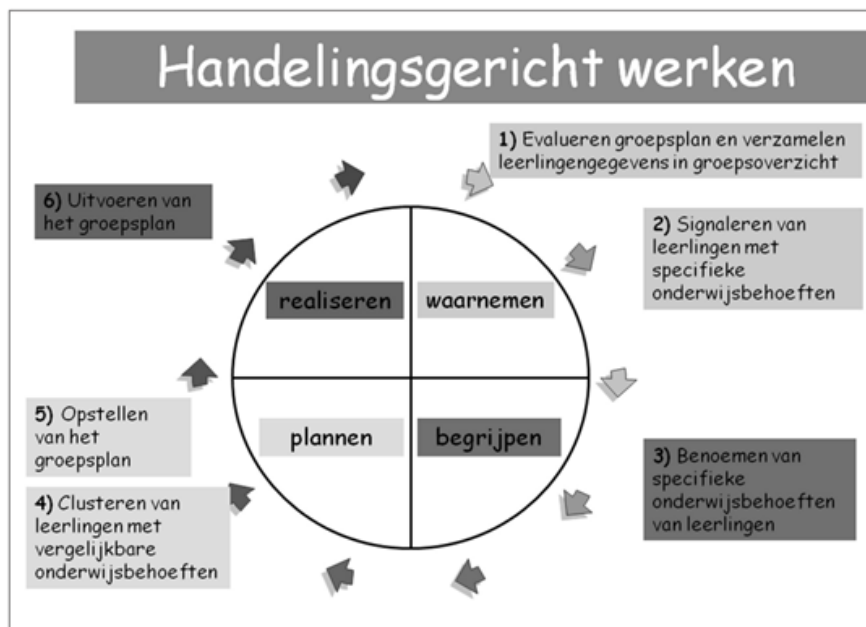 Handelingsgericht werken
1) Evalueren groepsplan en verzamelen
leerlingengegevens in groepsoverzicht
2) Signaleren van
leerlingen met
specifieke
onderwijsbehoeften
3) Benoemen van
specifieke
onderwijsbehoeften
van leerlingen
4) Clusteren van
leerlingen met
vergelijkbare
onderwijsbehoeften
5) Opstellen
van het
groepsplan
6) Uitvoeren van
het groepsplan
realiseren
waarnemen
plannen
begrijpen